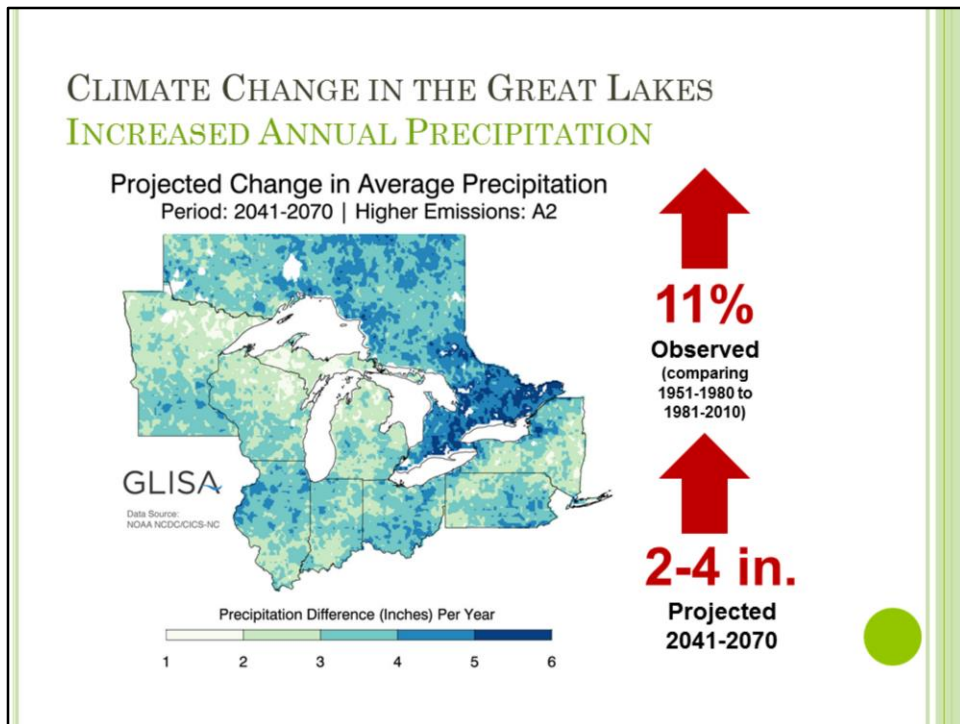 CLIMATE CHANGE IN THE GREAT LAKES
INCREASED ANNUAL PRECIPITATION
Projected Change in Average Precipitation
Period: 2041-2070 | Higher Emissions: A2
11%
Observed
(comparing
1951-1980 to
1981-2010)
GLISA
Data Source:
NOAA NCDC/CICS-NC
2-4 in.
Projected
2041-2070
Precipitation Difference (Inches) Per Year
1 2 3 4 5 6